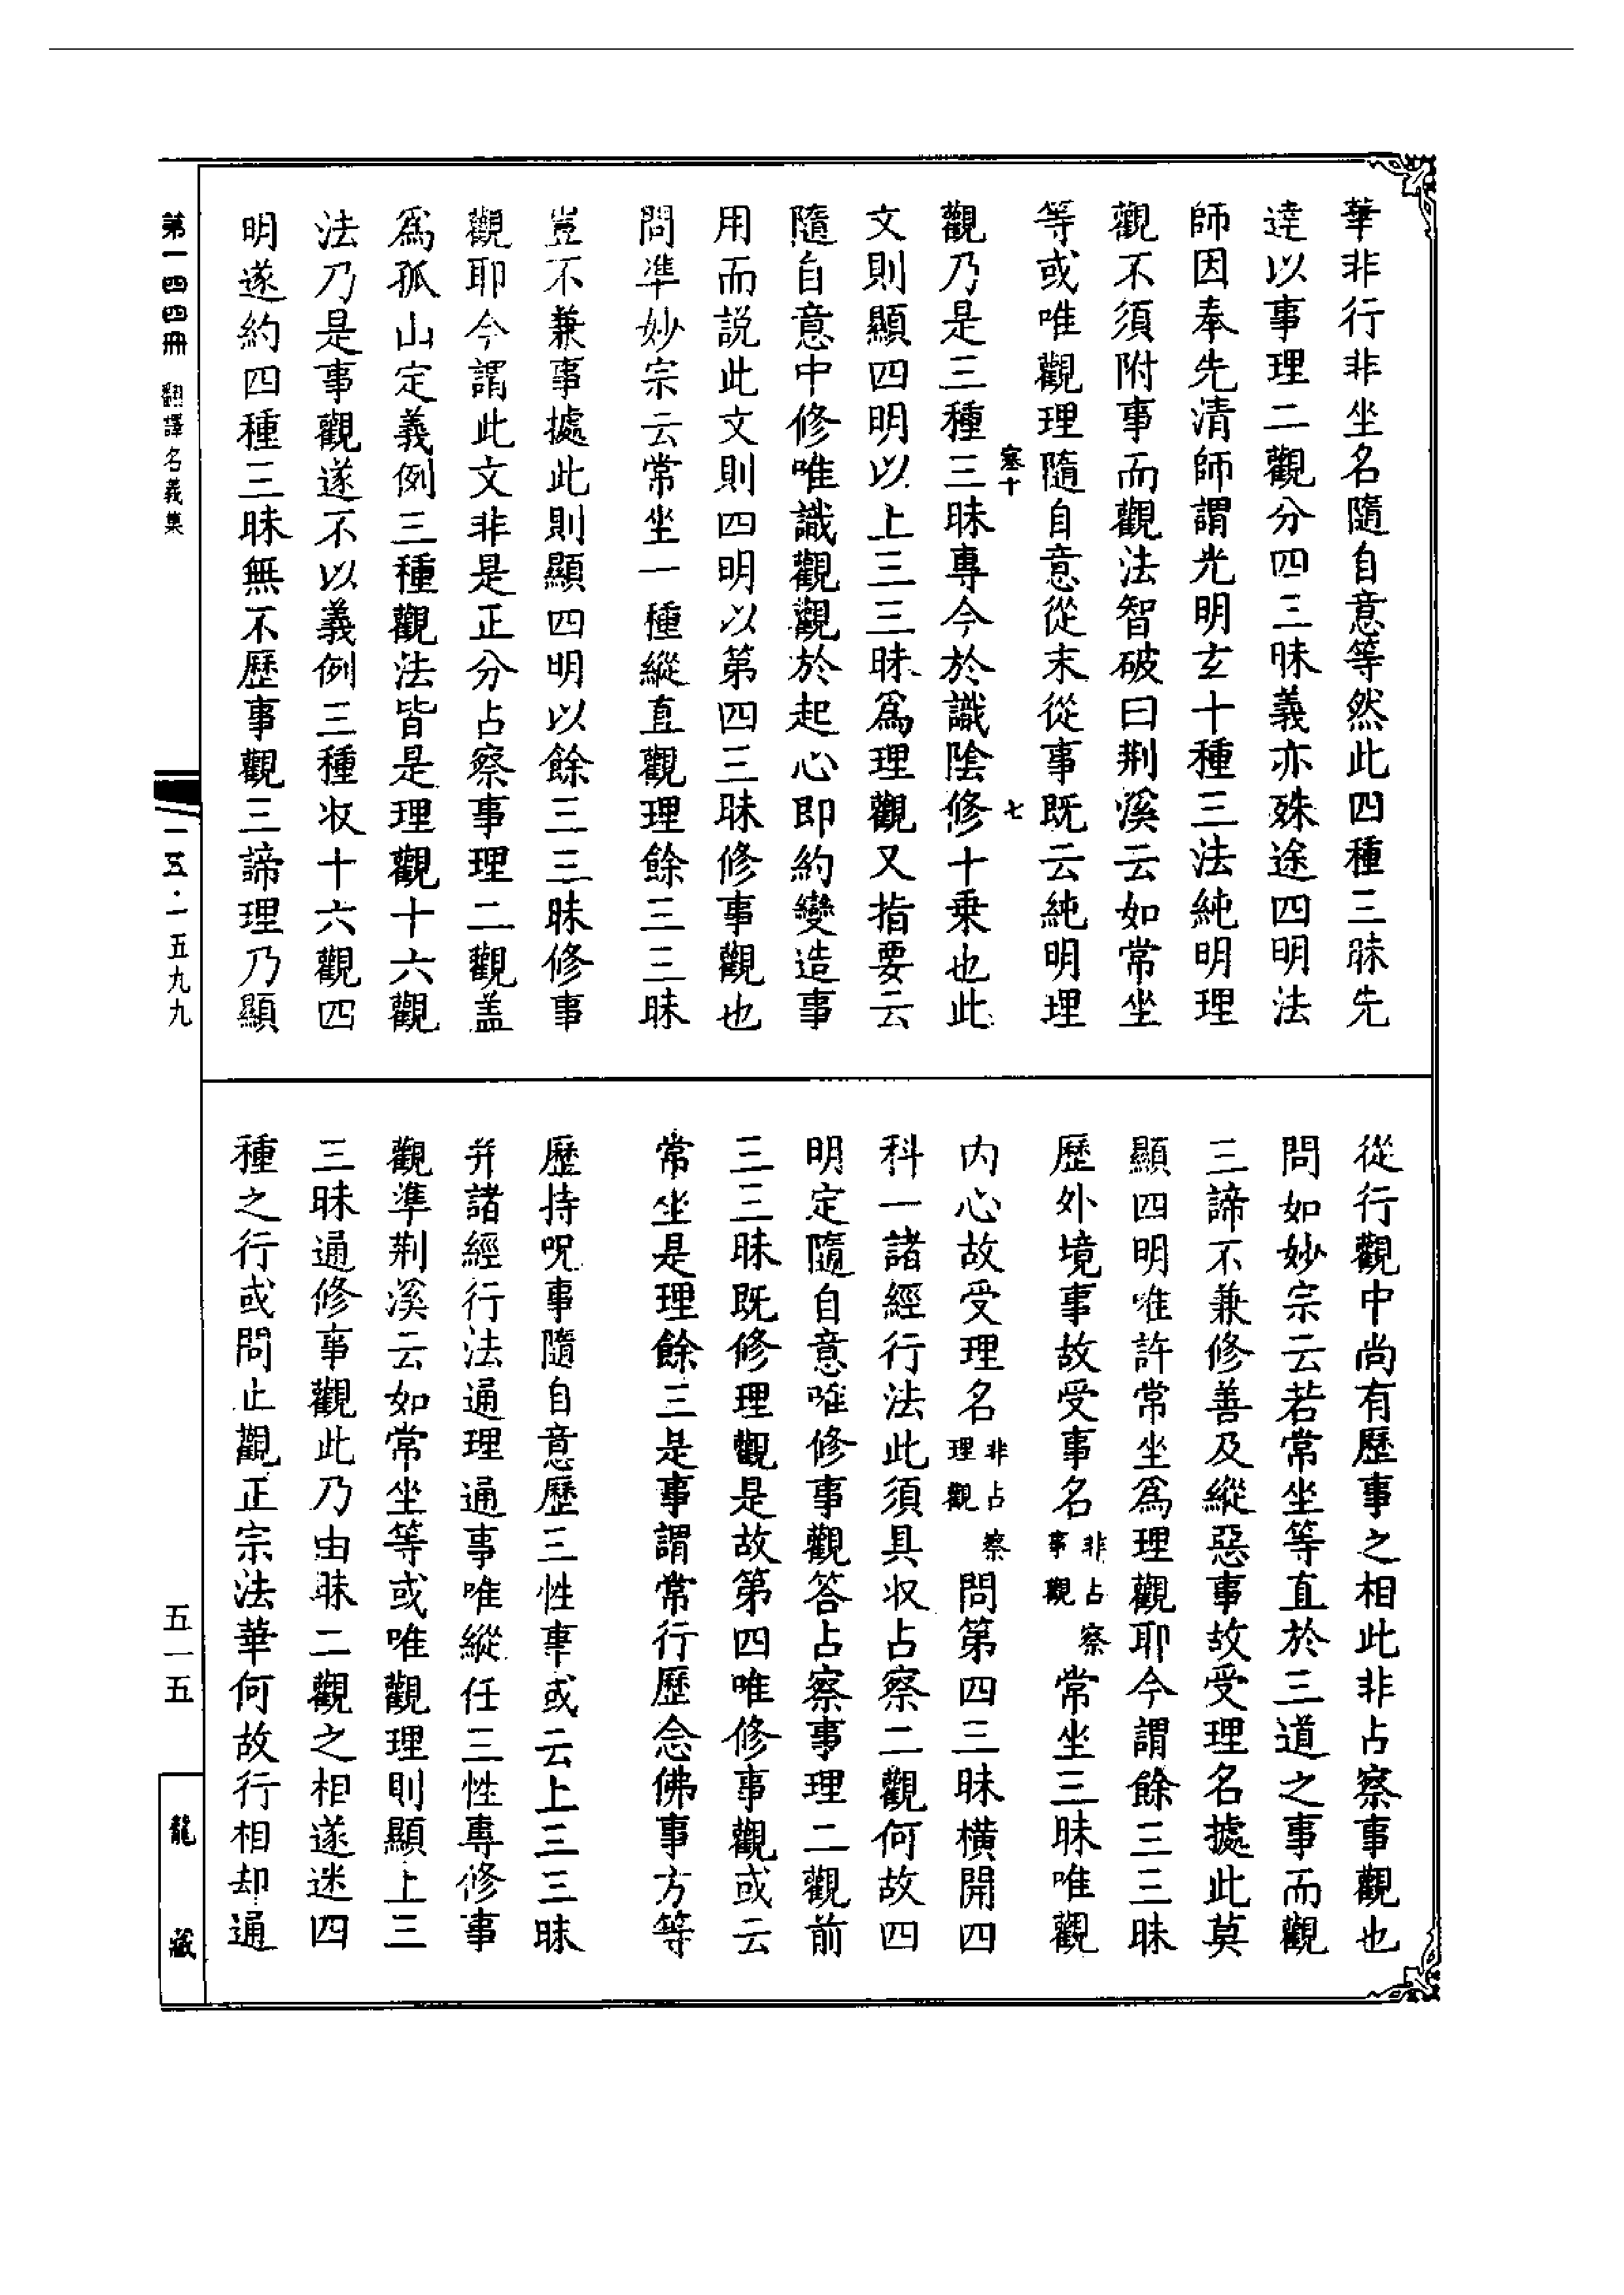 華非行非坐名隨自意等然此四種三昧先
達以事理二觀分四三昧義亦殊途四明法
師因奉先清師謂光明玄十種三法純明理
觀不須附事而觀法智破曰荆溪云如常坐
等或唯觀理隨自意從末從事既云純明理
塞十 七
觀乃是三種三昧專今於識陰修十乗也此
文則顯四明以上三三昧爲理觀又指要云
隨自意中修唯識觀觀於起心即約變造事
用而説此文則四明以第四三昧修事觀也
問準妙宗云常坐一種縱直觀理餘三三昧
豈不兼事據此則顯四明以餘三三昧修事
觀耶今謂此文非是正分占察事理二觀盖
爲孤山定義例三種觀法皆是理觀十六觀
法乃是事觀遂不以義例三種收十六觀四
明遂約四種三昧無不歷事觀三諦理乃顯
從行觀中尚有歷事之相此非占察事觀也
問如妙宗云若常坐等直於三道之事而觀
三諦不兼修善及縱惡事故受理名據此莫
顯四明唯許常坐爲理觀耶今謂餘三三昧
歷外境事故受事名非占察事觀常坐三昧唯觀
内心故受理名非占察理觀問第四三昧橫開四
科一諸經行法此須具收占察二觀何故四
明定隨自意唯修事觀答占察事理二觀前
三三昧既修理觀是故第四唯修事觀或云
常坐是理餘三是事謂常行歷念佛事方等
歷持呪事隨自意歷三性事或云上三三昧
并諸經行法通理通事唯縱任三性專修事
觀準荆溪云如常坐等或唯觀理則顯上三
三昧通修事觀此乃由昧二觀之相遂迷四
種之行或問止觀正宗法華何故行相却通
第一四四冊 翻譯名義集
一五·一五九九
五一五
龍藏